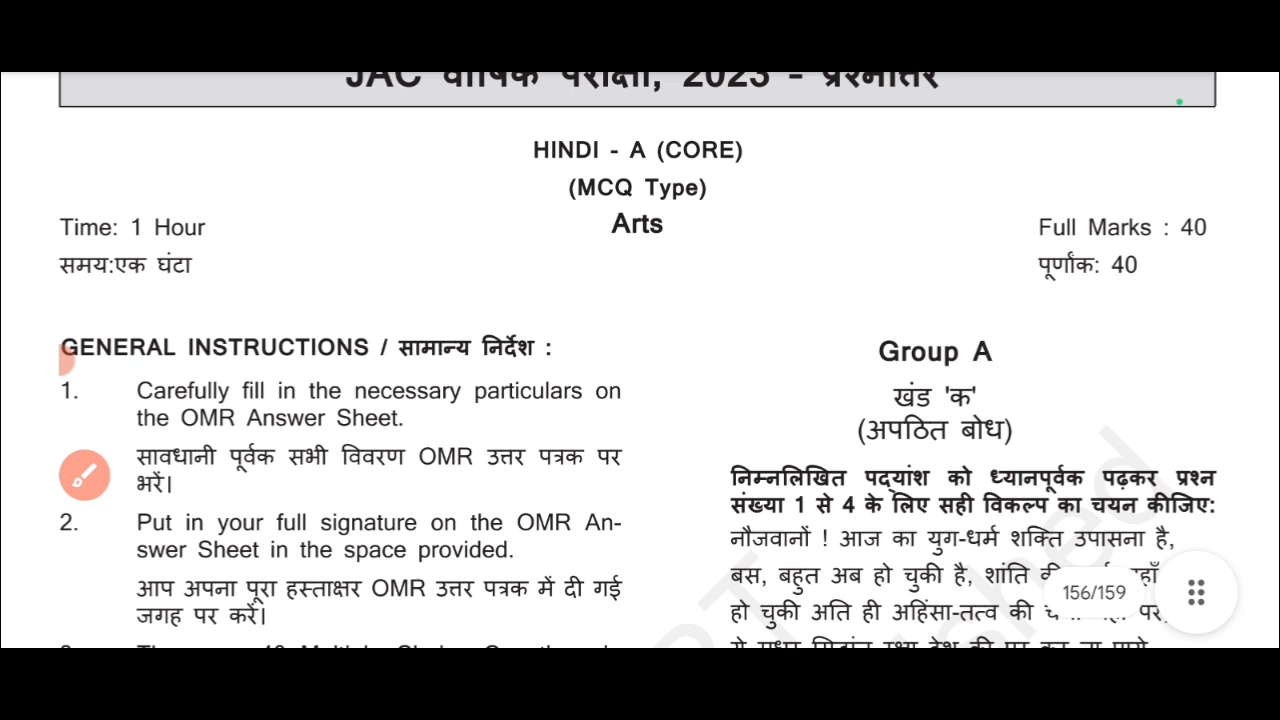 JAC वार्षिक परीक्षा, 2023 - प्रश्नोत्तर
HINDI - A (CORE)
(MCQ Type)
Arts
Time: 1 Hour
Full Marks : 40
समय:एक घंटा
पूर्णांक: 40
GENERAL INSTRUCTIONS / सामान्य निर्देश :
1. Carefully fill in the necessary particulars on
the OMR Answer Sheet.
सावधानी पूर्वक सभी विवरण OMR उत्तर पत्रक पर
भरें।
2. Put in your full signature on the OMR An-
swer Sheet in the space provided.
आप अपना पूरा हस्ताक्षर OMR उत्तर पत्रक में दी गई
जगह पर करें।
Group A
खंड 'क'
(अपठित बोध)
निम्नलिखित पद्यांश को ध्यानपूर्वक पढ़कर प्रश्न
संख्या 1 से 4 के लिए सही विकल्प का चयन कीजिए:
नौजवानों ! आज का युग-धर्म शक्ति उपासना है,
बस, बहुत अब हो चुकी है, शांति की
हो चुकी अति ही अहिंसा-तत्व की
156/159